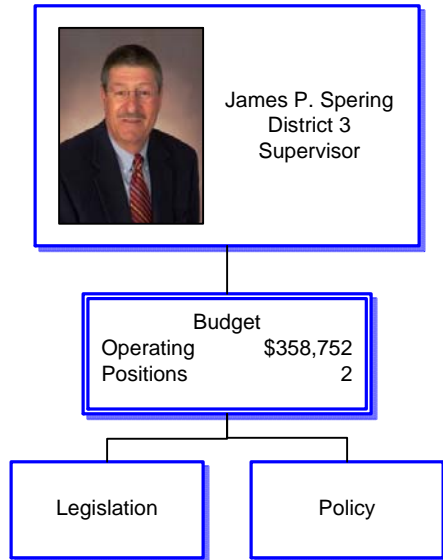 James P. Spering
District 3
Supervisor
Budget
Operating $358,752
Positions 2
Legislation
Policy